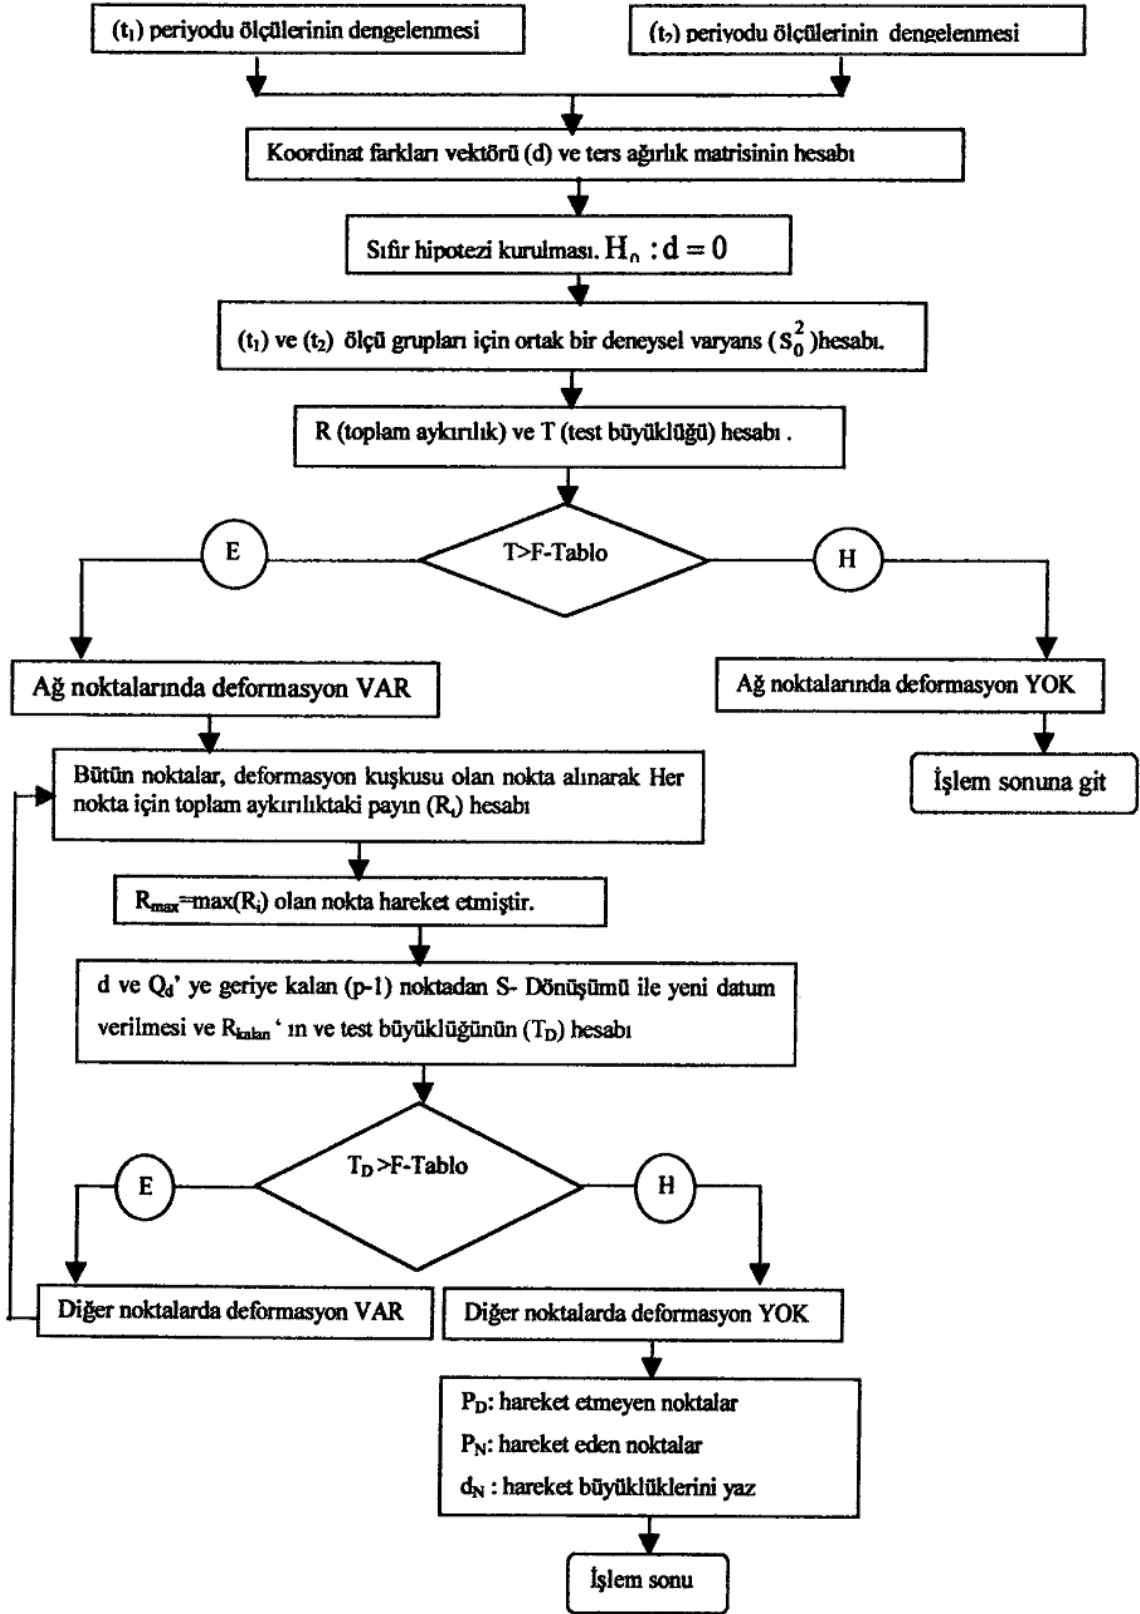 (t₁) periyodu ölçülerinin dengelenmesi
(t₂) periyodu ölçülerinin dengelenmesi
Koordinat farkları vektörü (d) ve ters ağırlık matrisinin hesabı
Sıfır hipotezi kurulması. H₀ : d = 0
(t₁) ve (t₂) ölçü grupları için ortak bir deneysel varyans ( S₀² )hesabı.
R (toplam aykırılık) ve T (test büyüklüğü) hesabı .
T>F-Tablo
E
H
Ağ noktalarında deformasyon VAR
Ağ noktalarında deformasyon YOK
Bütün noktalar, deformasyon kuşkusu olan nokta alınarak Her
nokta için toplam aykırılıktaki payın (Rᵢ) hesabı
İşlem sonuna git
Rmax=max(Rᵢ) olan nokta hareket etmiştir.
d ve Qd’ ye geriye kalan (p-1) noktadan S- Dönüşümü ile yeni datum
verilmesi ve Rkalan ‘ ın ve test büyüklüğünün (TD) hesabı
TD >F-Tablo
E
H
Diğer noktalarda deformasyon VAR
Diğer noktalarda deformasyon YOK
PD: hareket etmeyen noktalar
PN: hareket eden noktalar
dN : hareket büyüklüklerini yaz
İşlem sonu